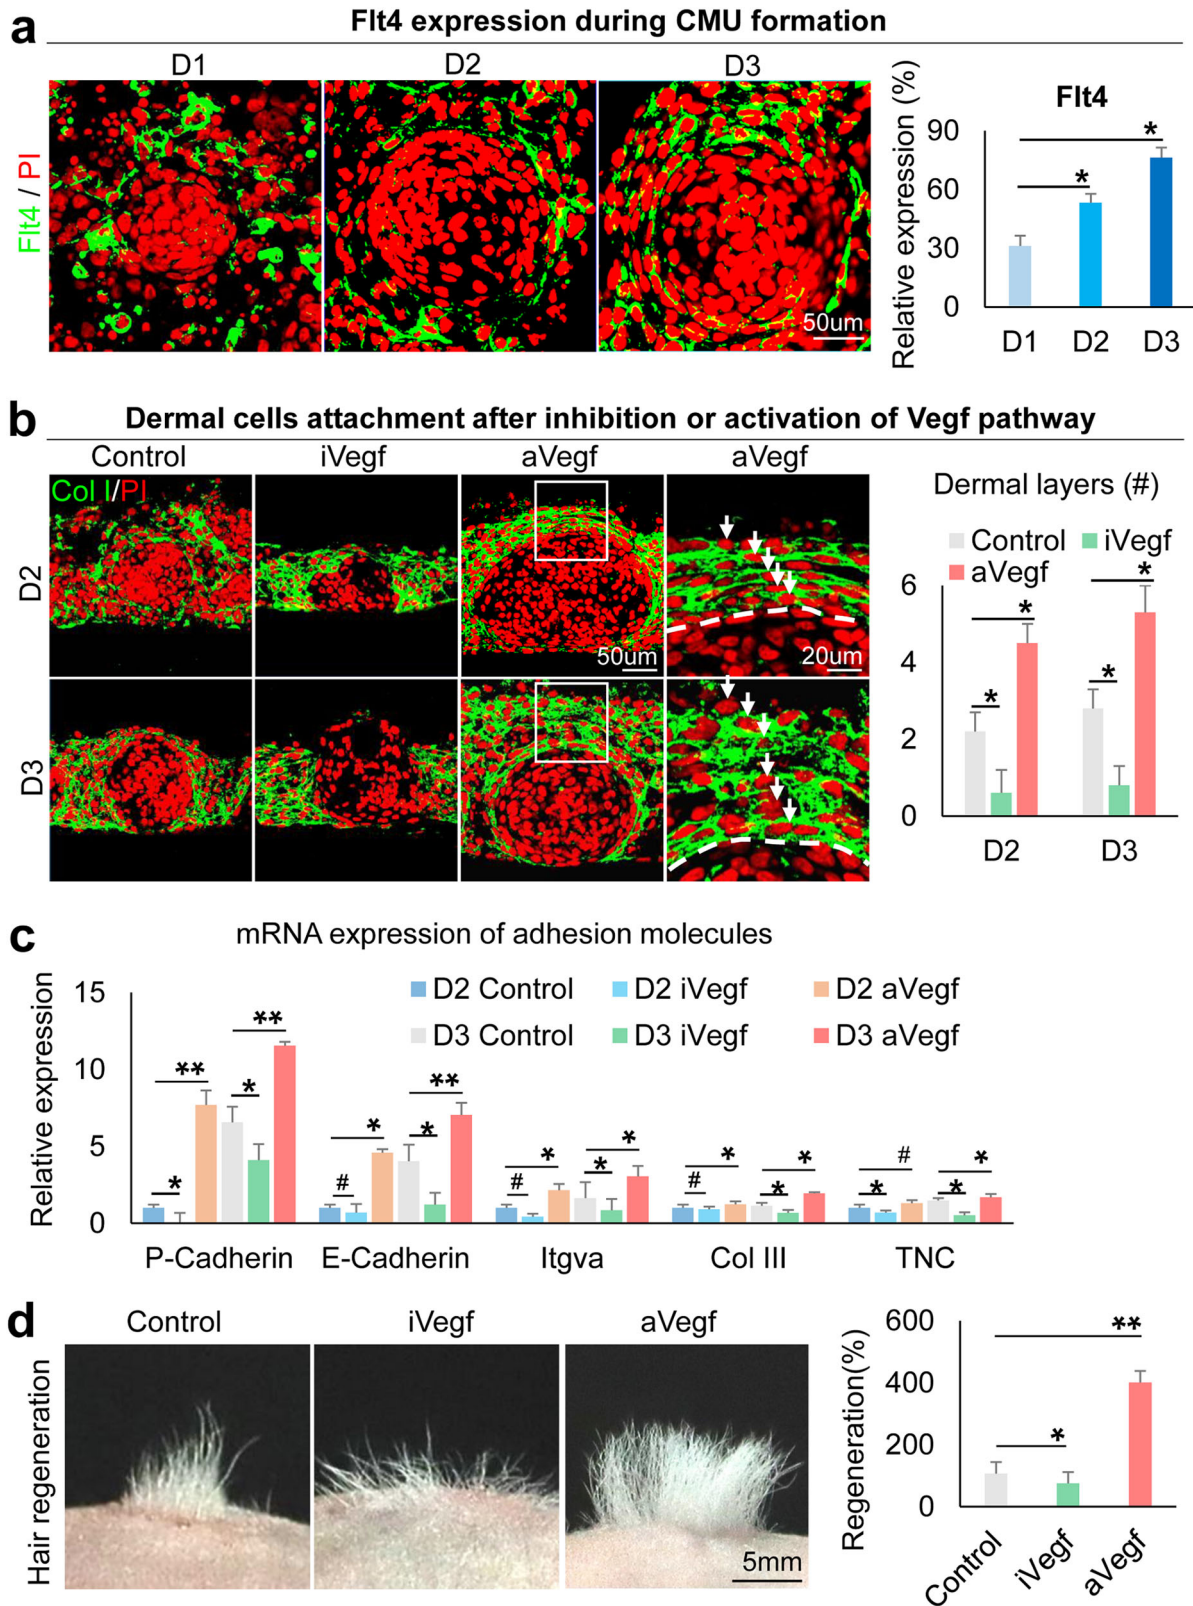 a Flt4 expression during CMU formation
D1 D2 D3
Flt4 / PI
50um
Flt4
Relative expression (%)
90
60
30
0
* *
D1 D2 D3
b Dermal cells attachment after inhibition or activation of Vegf pathway
Control iVegf aVegf aVegf
Col I/PI
D2
50um 20um
D3
Dermal layers (#)
Control iVegf
aVegf
6
4
2
0
* * * *
D2 D3
c mRNA expression of adhesion molecules
Relative expression
15
10
5
0
D2 Control D2 iVegf D2 aVegf
D3 Control D3 iVegf D3 aVegf
** * ** *
# * ** *
# * * *
# * * *
* # * *
P-Cadherin E-Cadherin Itgva Col III TNC
d Control iVegf aVegf
Hair regeneration
5mm
Regeneration(%)
600
400
200
0
* **
Control iVegf aVegf